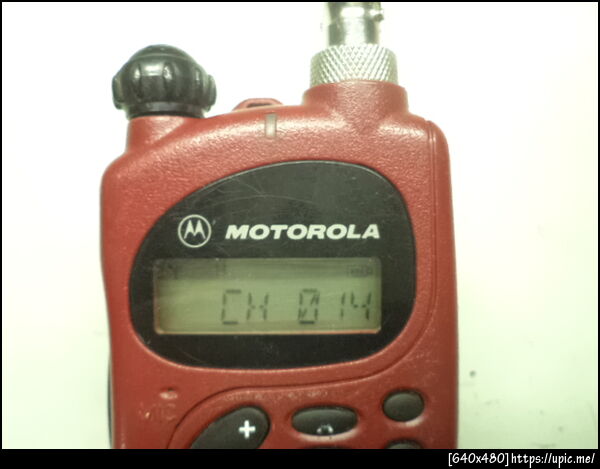 MOTOROLA
CH 014
MIC
+
[640x480]https://upic.me/